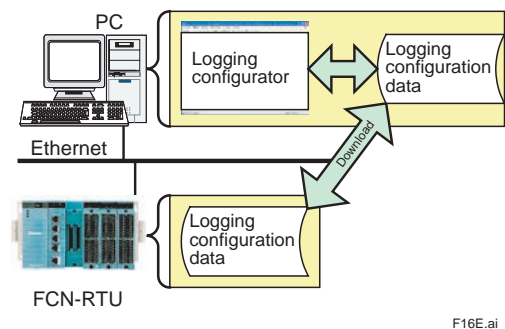 PC
Logging
configurator
Logging
configuration
data
Ethernet
Download
Logging
configuration
data
FCN-RTU
F16E.ai